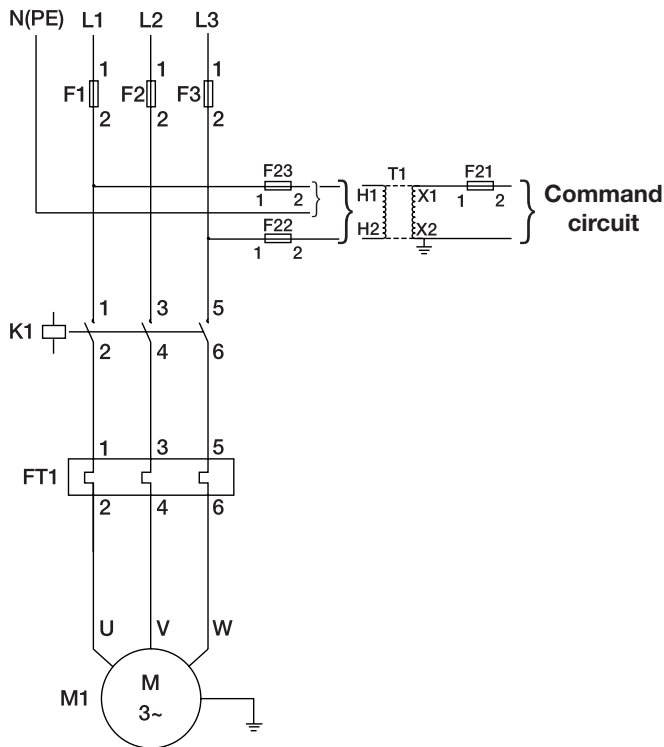 N(PE) L1 L2 L3
1 1 1
F1 F2 F3
2 2 2
F23 T1 F21
1 2 H1 X1 1 2
Command
circuit
F22 H2 X2
1 2
1 3 5
K1
2 4 6
1 3 5
FT1
2 4 6
U V W
M1 M
3~